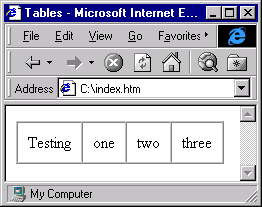 Tables - Microsoft Internet E...
File Edit View Go Favorites
Address C:\index.htm
Testing one two three
My Computer